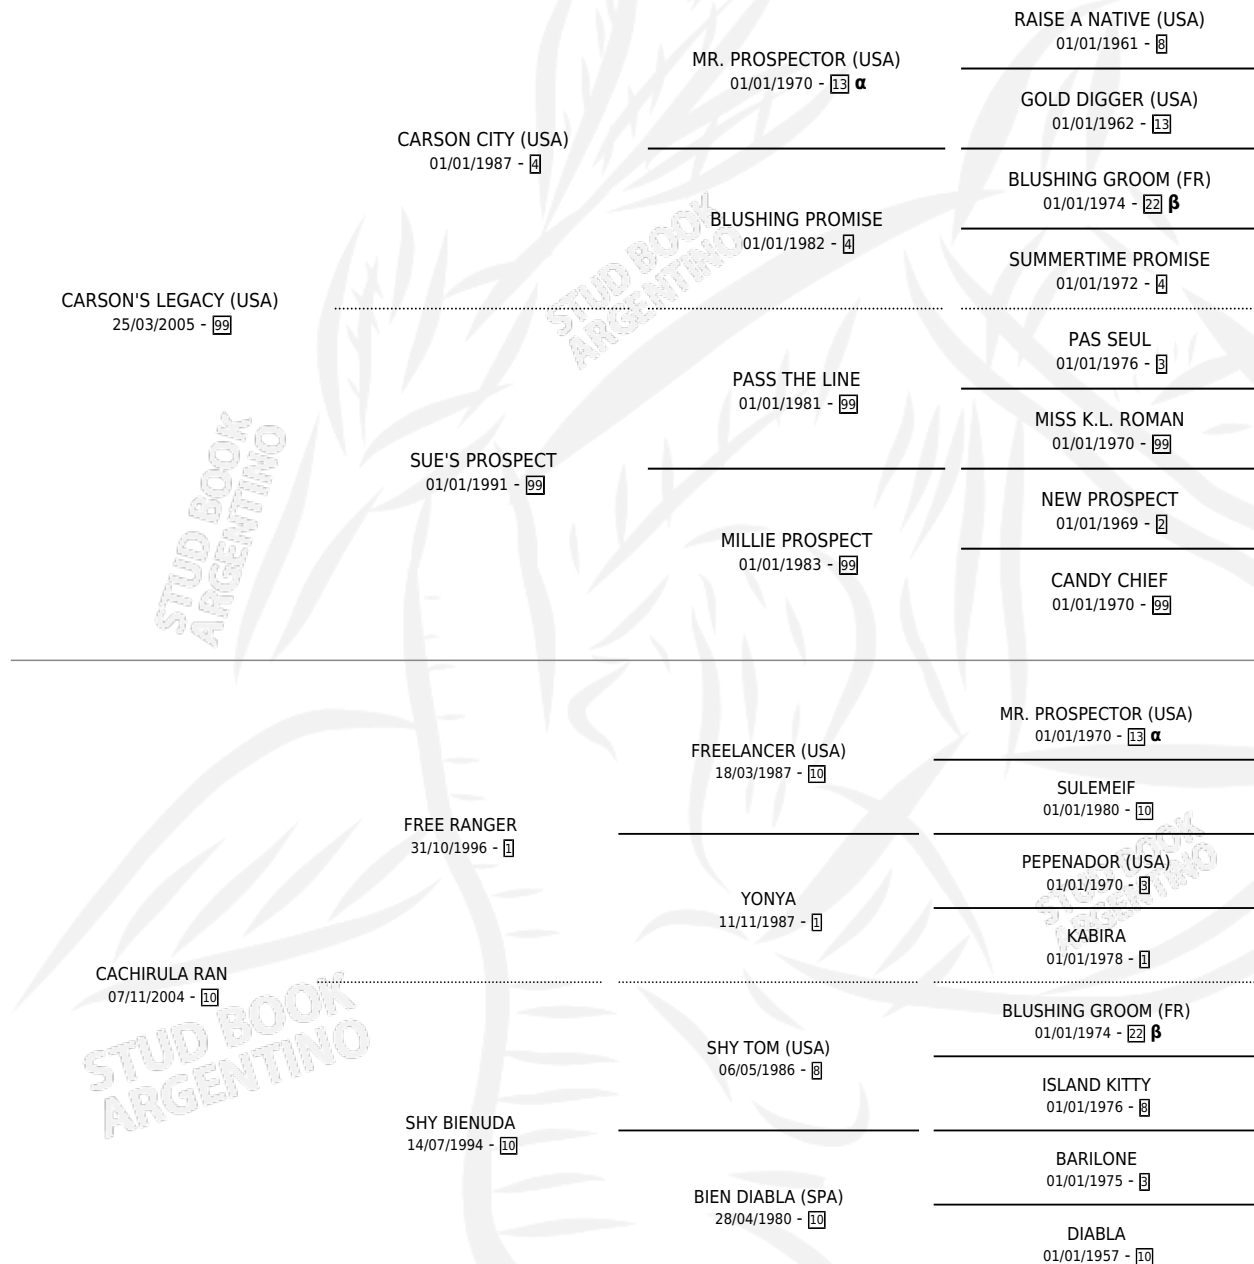 RAISE A NATIVE (USA)
01/01/1961 - 8
MR. PROSPECTOR (USA)
01/01/1970 - 13 α
GOLD DIGGER (USA)
01/01/1962 - 13
CARSON CITY (USA)
01/01/1987 - 4
BLUSHING GROOM (FR)
01/01/1974 - 22 β
BLUSHING PROMISE
01/01/1982 - 4
SUMMERTIME PROMISE
01/01/1972 - 4
CARSON'S LEGACY (USA)
25/03/2005 - 99
PAS SEUL
01/01/1976 - 3
PASS THE LINE
01/01/1981 - 99
MISS K.L. ROMAN
01/01/1970 - 99
SUE'S PROSPECT
01/01/1991 - 99
NEW PROSPECT
01/01/1969 - 2
MILLIE PROSPECT
01/01/1983 - 99
CANDY CHIEF
01/01/1970 - 99
MR. PROSPECTOR (USA)
01/01/1970 - 13 α
FREELANCER (USA)
18/03/1987 - 10
SULEMEIF
01/01/1980 - 10
FREE RANGER
31/10/1996 - 1
PEPENADOR (USA)
01/01/1970 - 3
YONYA
11/11/1987 - 1
KABIRA
01/01/1978 - 1
CACHIRULA RAN
07/11/2004 - 10
BLUSHING GROOM (FR)
01/01/1974 - 22 β
SHY TOM (USA)
06/05/1986 - 8
ISLAND KITTY
01/01/1976 - 8
SHY BIENUDA
14/07/1994 - 10
BARILONE
01/01/1975 - 3
BIEN DIABLA (SPA)
28/04/1980 - 10
DIABLA
01/01/1957 - 10
STUD BOOK
ARGENTINO
STUD BOOK
ARGENTINO
STUD BOOK
ARGENTINO
STUD BOOK
ARGENTINO